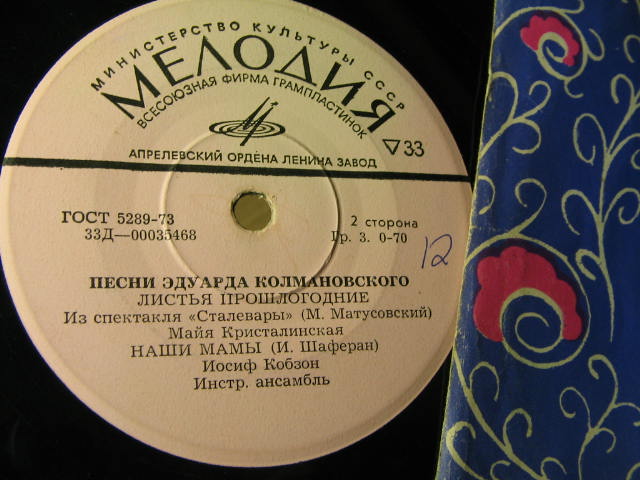 МИНИСТЕРСТВО КУЛЬТУРЫ СССР
МЕЛОДИЯ
ВСЕСОЮЗНАЯ ФИРМА ГРАМПЛАСТИНОК
АПРЕЛЕВСКИЙ ОРДЕНА ЛЕНИНА ЗАВОД
▽33
ГОСТ 5289-73
33Д—00035468
2 сторона
Гр. 3. 0-70
12
ПЕСНИ ЭДУАРДА КОЛМАНОВСКОГО
ЛИСТЬЯ ПРОШЛОГОДНИЕ
Из спектакля «Сталевары» (М. Матусовский)
Майя Кристалинская
НАШИ МАМЫ (И. Шаферан)
Иосиф Кобзон
Инстр. ансамбль